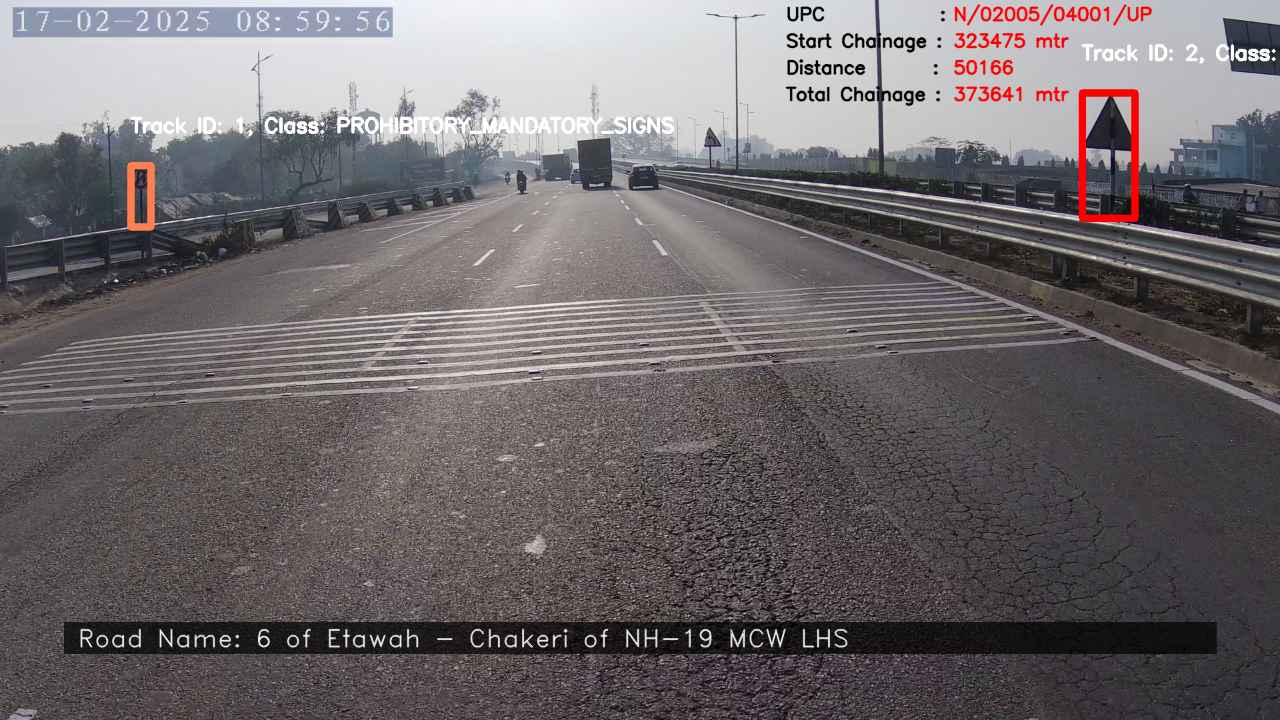 17-02-2025 08:59:56
UPC : N/02005/04001/UP
Start Chainage : 323475 mtr
Distance : 50166
Total Chainage : 373641 mtr
Track ID: 2, Class:
Track ID: 1, Class: PROHIBITORY_MANDATORY_SIGNS
Road Name: 6 of Etawah - Chakeri of NH-19 MCW LHS